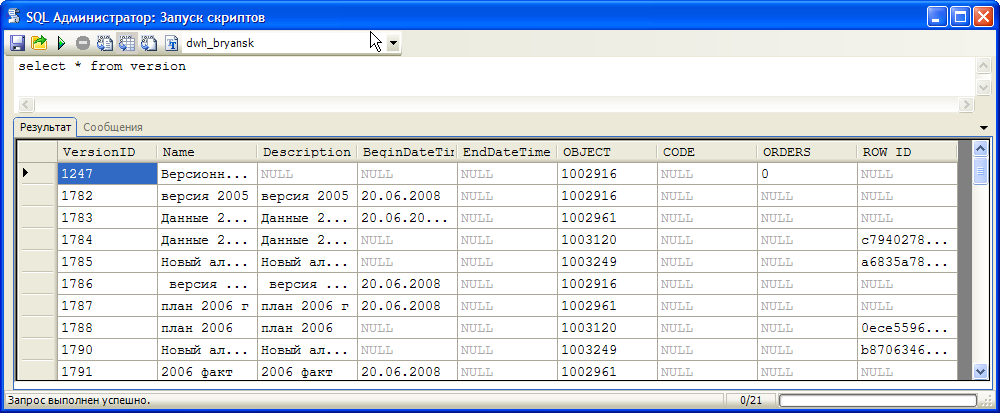 SQL Администратор: Запуск скриптов
dwh_bryansk
select * from version
Результат Сообщения
VersionID Name Description BeginDateTin EndDateTime OBJECT CODE ORDERS ROW ID
1247 Версионн... NULL NULL NULL 1002916 NULL 0 NULL
1782 версия 2005 версия 2005 20.06.2008 NULL 1002916 NULL NULL NULL
1783 Данные 2... Данные 2... 20.06.20... NULL 1002961 NULL NULL NULL
1784 Данные 2... Данные 2... NULL NULL 1003120 NULL NULL c7940278...
1785 Новый ал... Новый ал... NULL NULL 1003249 NULL NULL a6835a78...
1786 версия ... версия ... 20.06.2008 NULL 1002916 NULL NULL NULL
1787 план 2006 г план 2006 г 20.06.2008 NULL 1002961 NULL NULL NULL
1788 план 2006 план 2006 NULL NULL 1003120 NULL NULL 0ece5596...
1790 Новый ал... Новый ал... NULL NULL 1003249 NULL NULL b8706346...
1791 2006 факт 2006 факт 20.06.2008 NULL 1002961 NULL NULL NULL
Запрос выполнен успешно. 0/21